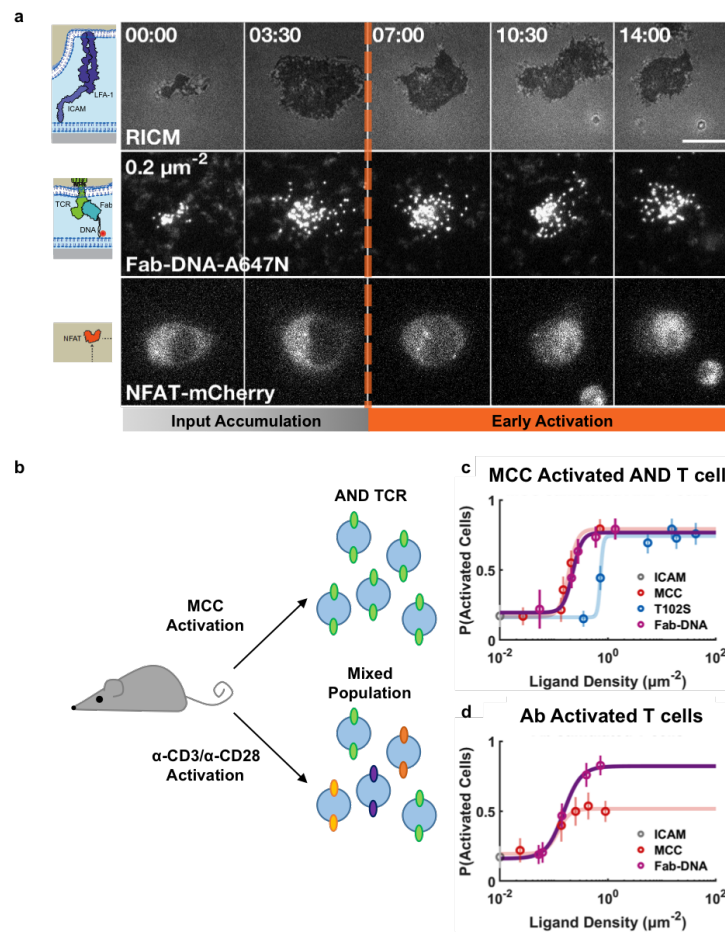 a
00:00
03:30
07:00
10:30
14:00
LFA-1
ICAM
RICM
0.2 µm-2
TCR
Fab
DNA
Fab-DNA-A647N
NFAT
NFAT-mCherry
Input Accumulation
Early Activation
b
AND TCR
MCC
Activation
Mixed
Population
α-CD3/α-CD28
Activation
c
MCC Activated AND T cell
P(Activated Cells)
1
0.5
0
ICAM
MCC
T102S
Fab-DNA
10-2
100
102
Ligand Density (µm-2)
d
Ab Activated T cells
P(Activated Cells)
1
0.5
0
ICAM
MCC
Fab-DNA
10-2
100
102
Ligand Density (µm-2)